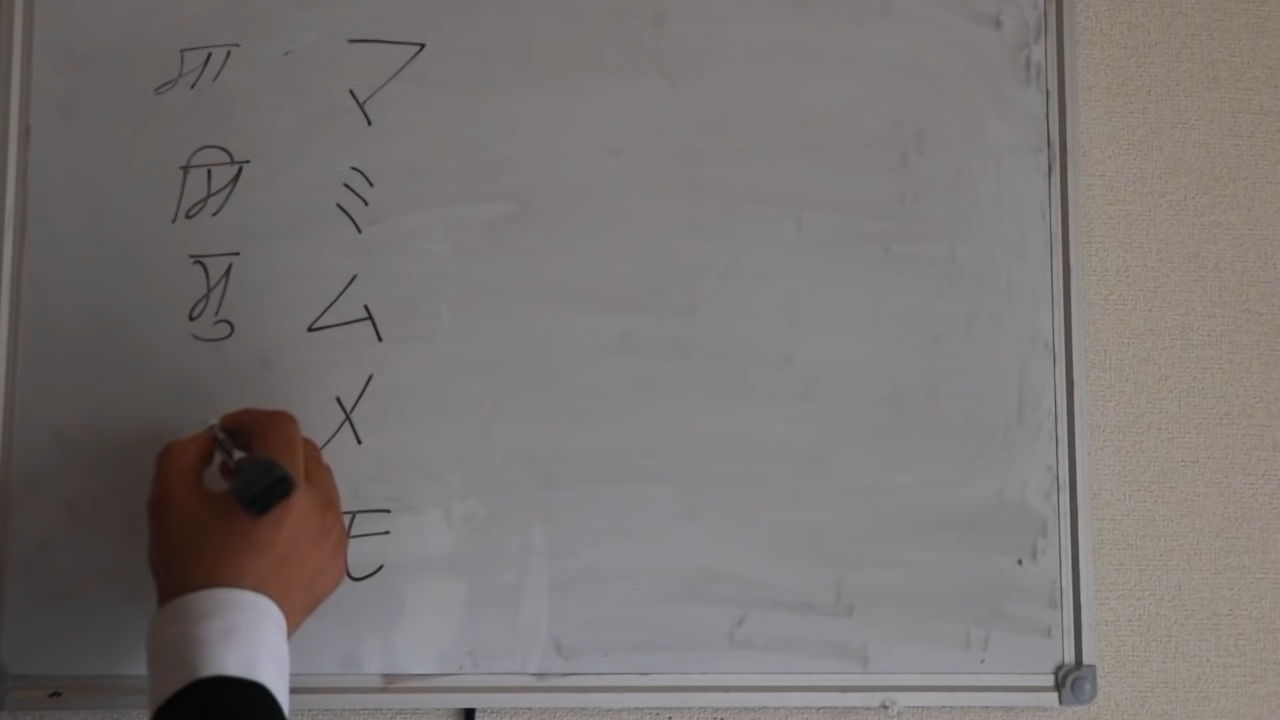 मा マ
मि ミ
मु ム
メ
モ